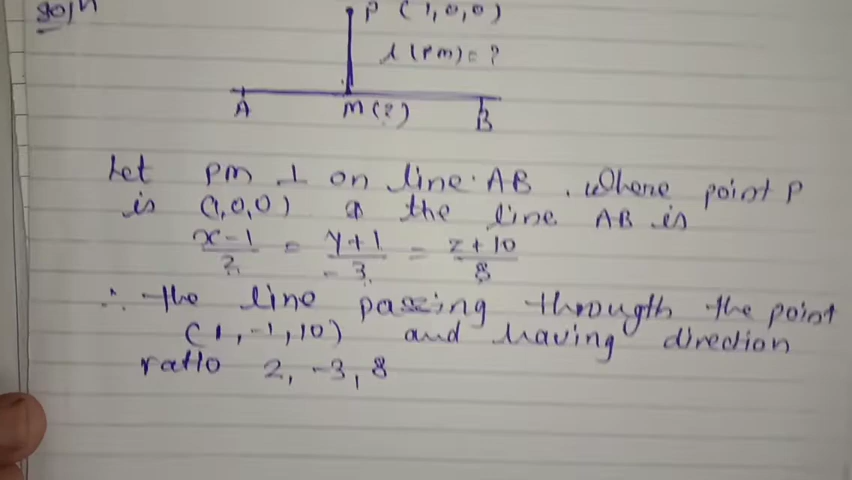 soln
P (1,0,0)
l(PM) = ?
A M(?) B
Let PM ⊥ on line AB. where point P
is (1,0,0) & the line AB is
x-1/2 = y+1/-3 = z+10/8
∴ the line passing through the point
(1,-1,10) and having direction
ratio 2, -3, 8